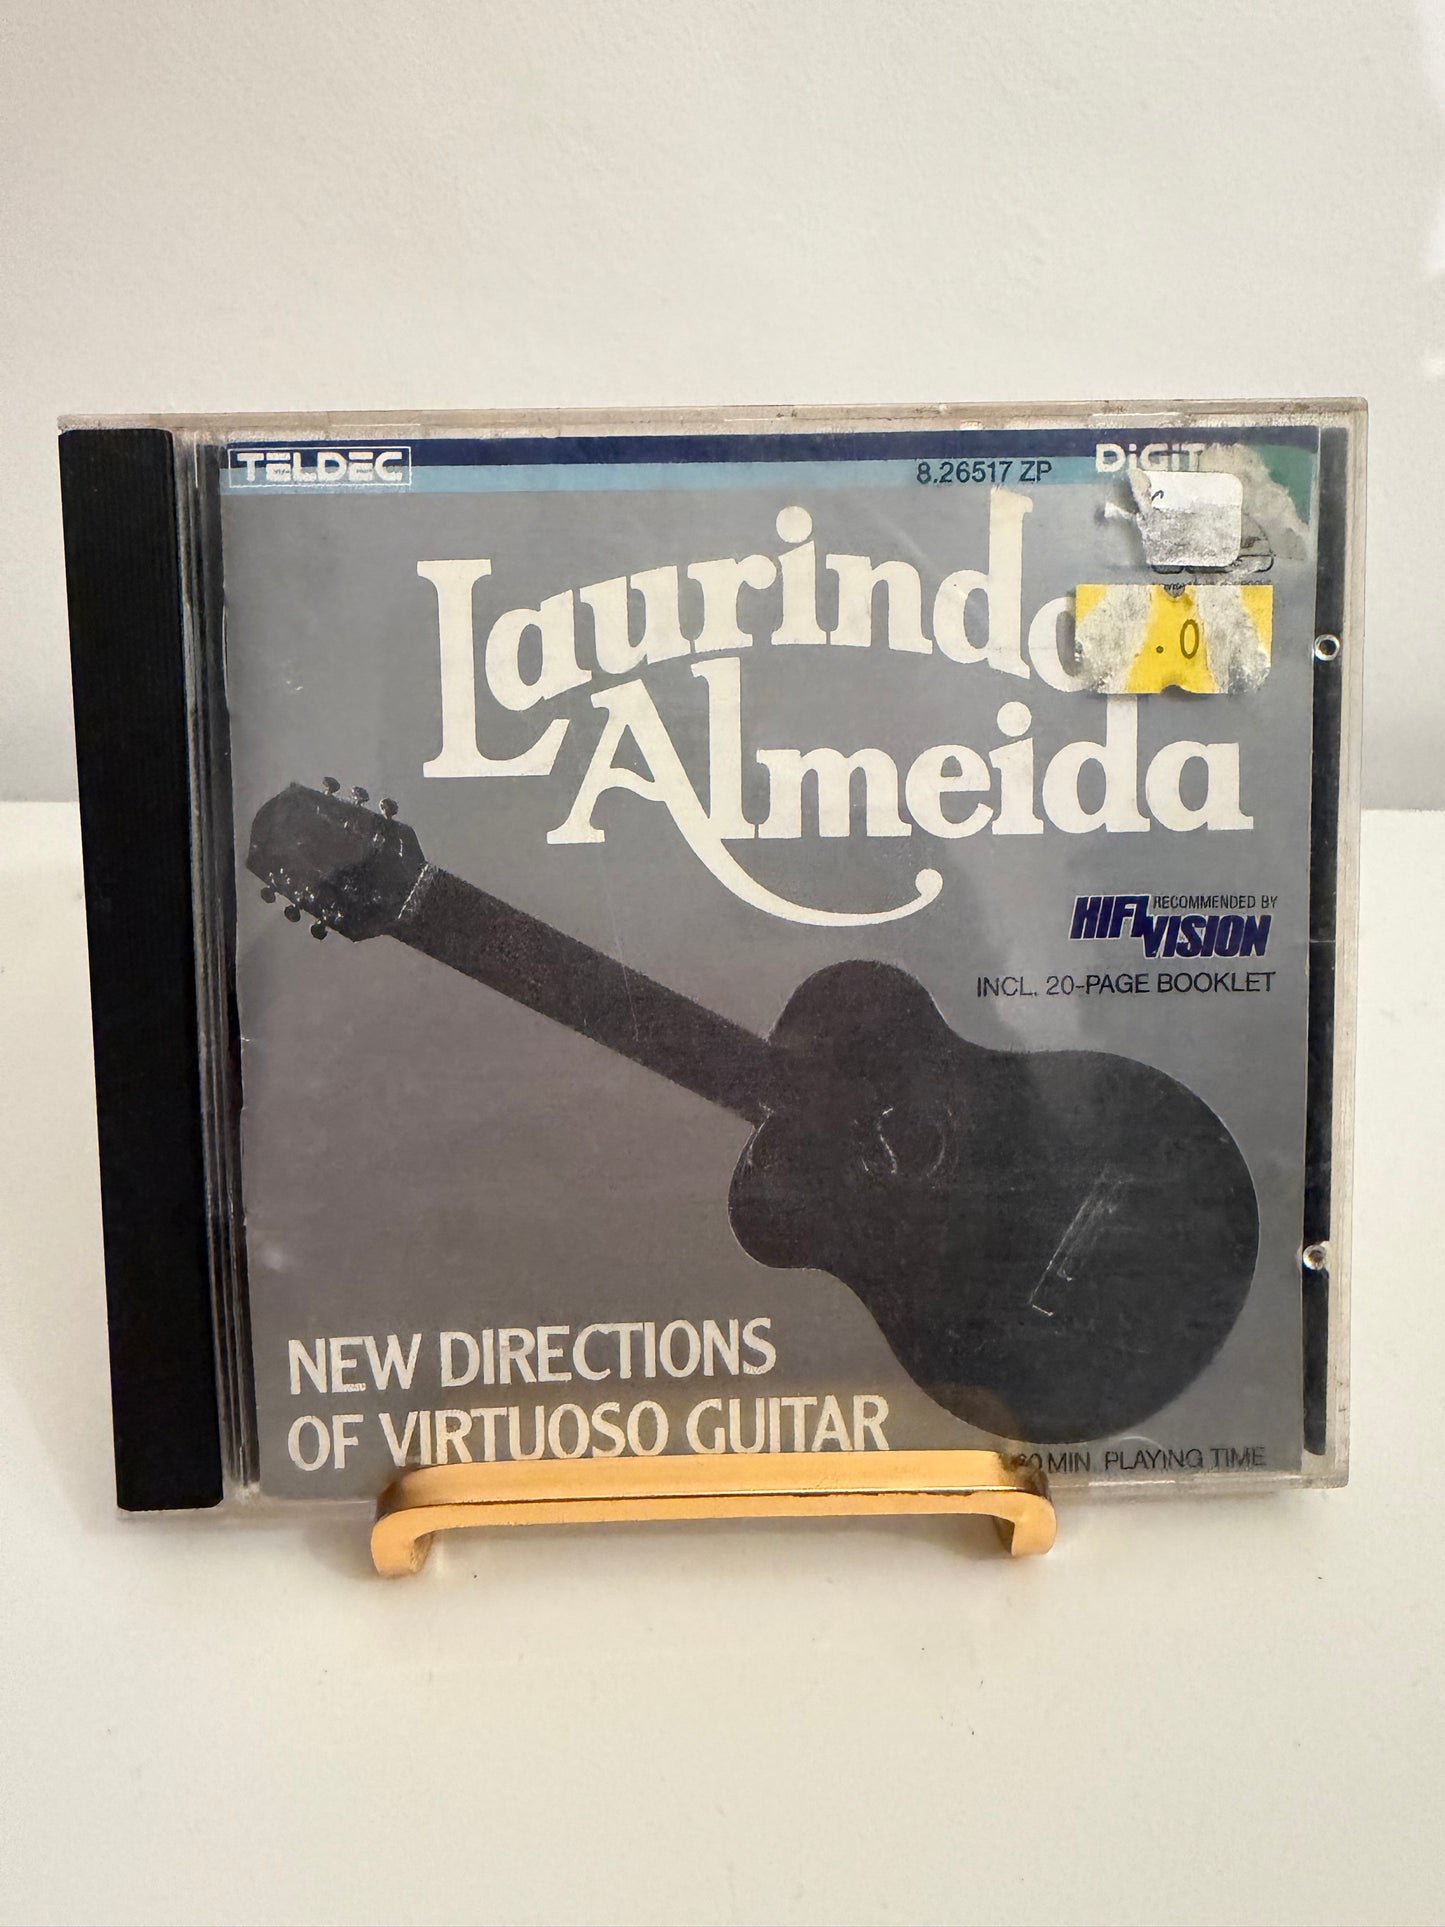 TELDEC
8.26517 ZP
Laurindo
Almeida
RECOMMENDED BY
HIFI
VISION
INCL. 20-PAGE BOOKLET
NEW DIRECTIONS
OF VIRTUOSO GUITAR
MIN. PLAYING TIME
.0